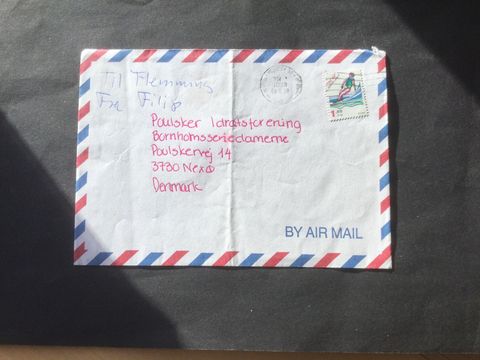 Til Flemming
Fra Filip
Poulsker Idrætsforening
Bornholmsseriedamerne
Poulskervej 14
3730 Nexø
Denmark
BY AIR MAIL